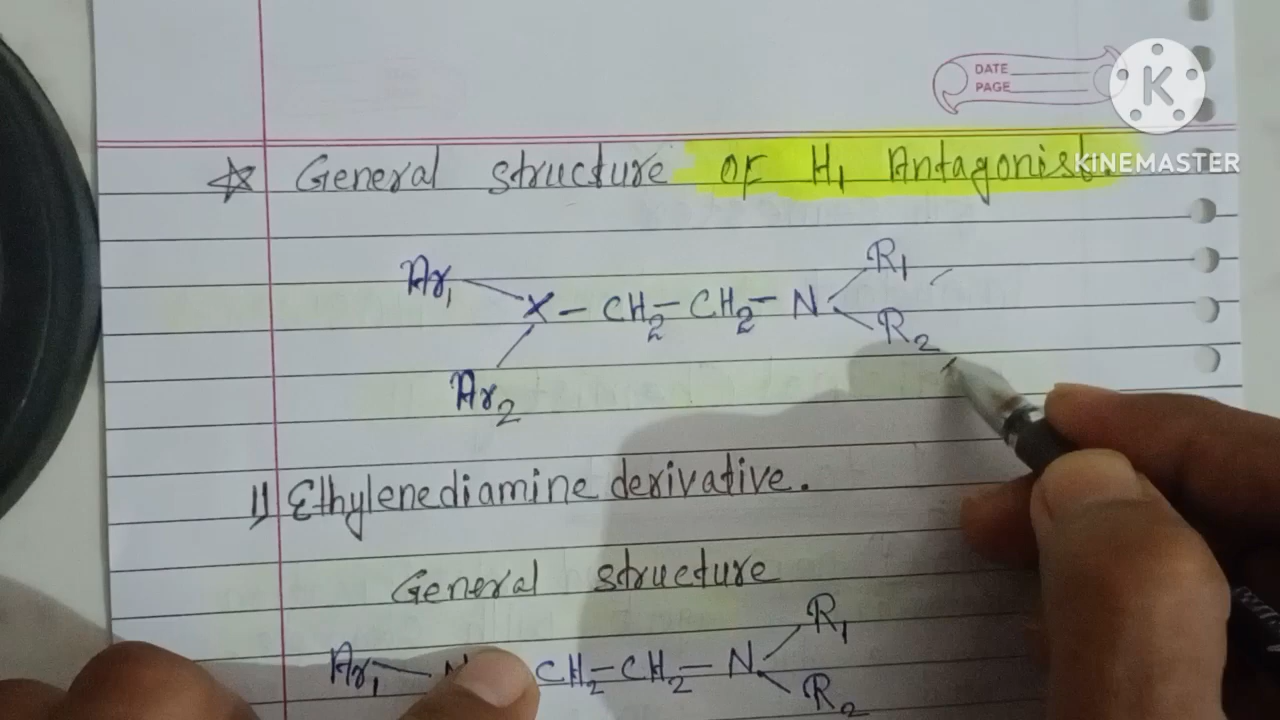 DATE
PAGE
K
KINEMASTER
☆ General structure of H₁ Antagonist.
Ar₁ R₁
X – CH₂ – CH₂ – N
R₂
Ar₂
1) Ethylenediamine derivative.
General structure
R₁
Ar₁ — N CH₂ – CH₂ – N
R₂